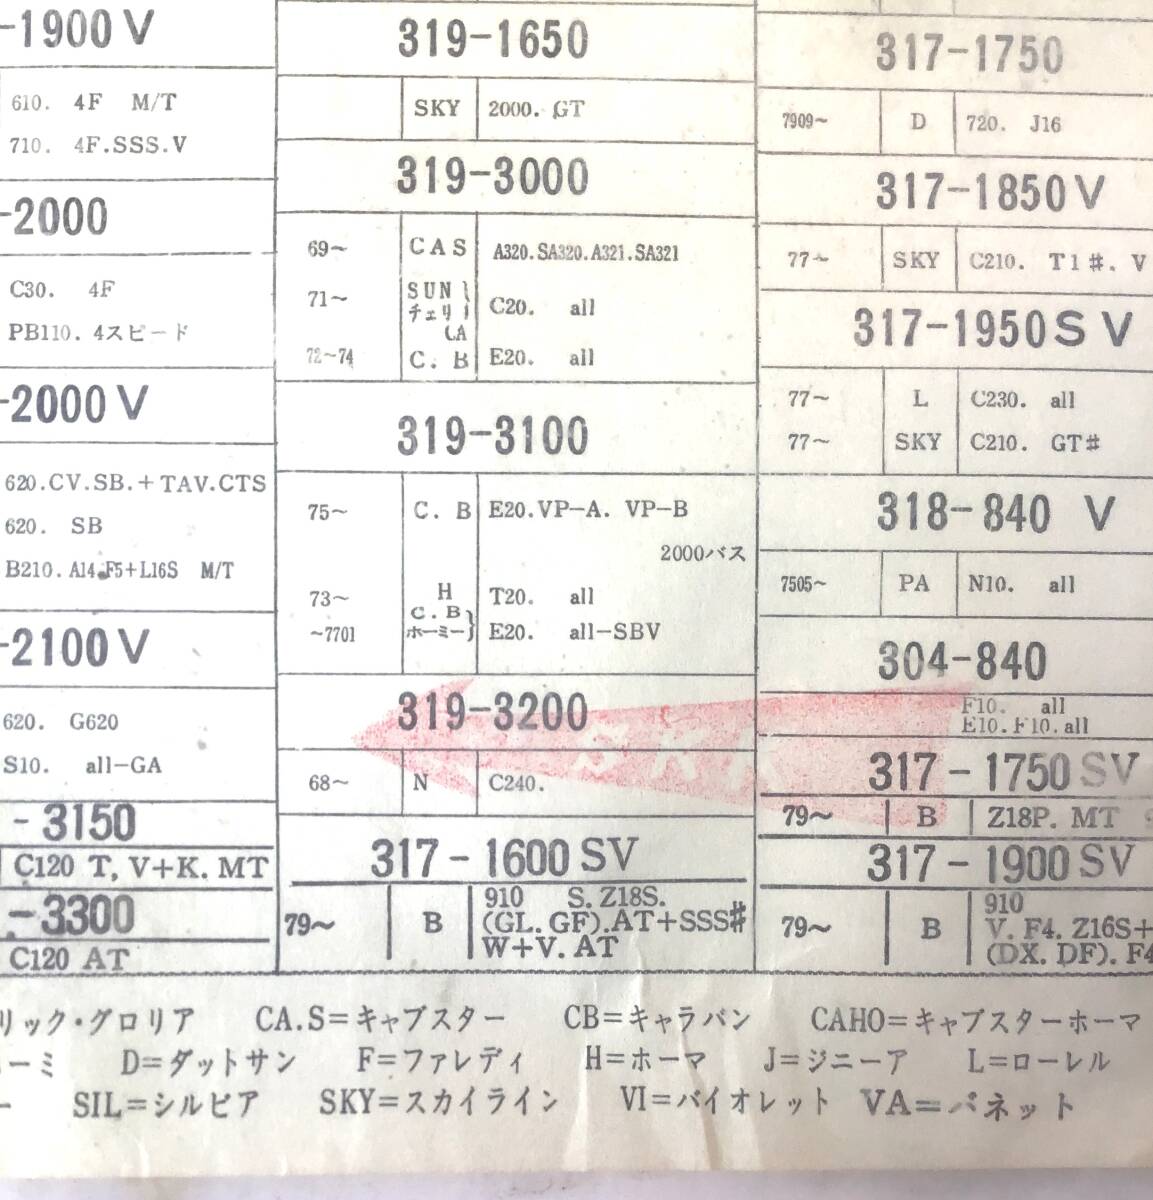 -1900 V
610. 4F M/T
710. 4F.SSS.V
-2000
C30. 4F
PB110. 4スピード
-2000 V
620.CV.SB.+TAV.CTS
620. SB
B210. A14.F5+L16S M/T
-2100 V
620. G620
S10. all-GA
-3150
C120 T, V+K. MT
-3300
C120 AT
319-1650
SKY 2000. GT
319-3000
69~ CAS A320.SA320.A321.SA321
71~ SUN
チェリー C20. all
CA
72~74 C. B E20. all
319-3100
75~ C. B E20.VP-A. VP-B
2000バス
73~ H T20. all
C. B
~7701 ホーミー} E20. all-SBV
319-3200
68~ N C240.
SKK
317-1600 SV
79~ B 910 S. Z18S.
(GL. GF). AT+SSS#
W+V. AT
317-1750
7909~ D 720. J16
317-1850 V
77~ SKY C210. T1#. V
317-1950 S V
77~ L C230. all
77~ SKY C210. GT#
318-840 V
7505~ PA N10. all
304-840
F10. all
E10. F10. all
317-1750 SV
79~ B Z18P. MT
317-1900 SV
79~ B 910
V. F4. Z16S+
(DX. DF). F4
リック・グロリア CA.S=キャブスター CB=キャラバン CAHO=キャブスターホーマ
ーミ D=ダットサン F=ファレディ H=ホーマ J=ジニーア L=ローレル
ー SIL=シルビア SKY=スカイライン VI=バイオレット VA=バネット